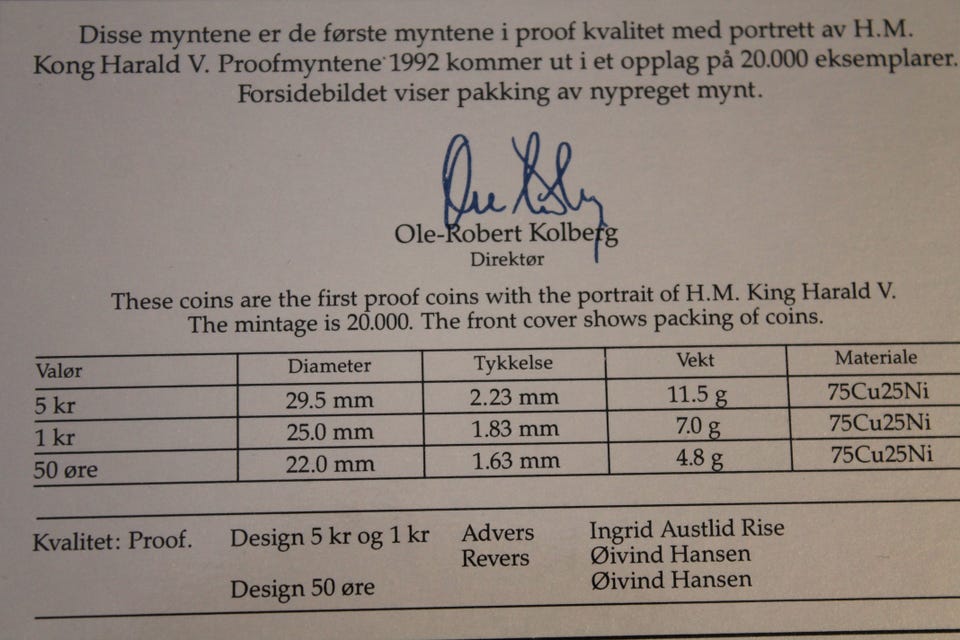 Disse myntene er de første myntene i proof kvalitet med portrett av H.M.
Kong Harald V. Proofmyntene 1992 kommer ut i et opplag på 20.000 eksemplarer.
Forsidebildet viser pakking av nypreget mynt.
Ole-Robert Kolberg
Direktør
These coins are the first proof coins with the portrait of H.M. King Harald V.
The mintage is 20.000. The front cover shows packing of coins.
Valør Diameter Tykkelse Vekt Materiale
5 kr 29.5 mm 2.23 mm 11.5 g 75Cu25Ni
1 kr 25.0 mm 1.83 mm 7.0 g 75Cu25Ni
50 øre 22.0 mm 1.63 mm 4.8 g 75Cu25Ni
Kvalitet: Proof. Design 5 kr og 1 kr Advers Ingrid Austlid Rise
Revers Øivind Hansen
Design 50 øre Øivind Hansen